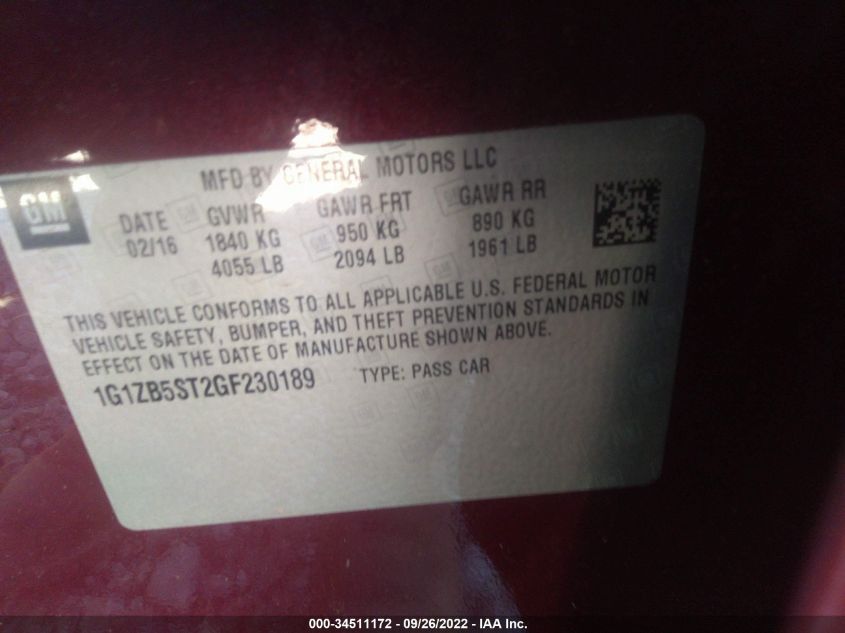 MFD BY GENERAL MOTORS LLC
GM
DATE GVWR GAWR FRT GAWR RR
02/16 1840 KG 950 KG 890 KG
4055 LB 2094 LB 1961 LB
THIS VEHICLE CONFORMS TO ALL APPLICABLE U.S. FEDERAL MOTOR
VEHICLE SAFETY, BUMPER, AND THEFT PREVENTION STANDARDS IN
EFFECT ON THE DATE OF MANUFACTURE SHOWN ABOVE.
1G1ZB5ST2GF230189 TYPE: PASS CAR
000-34511172 - 09/26/2022 - IAA Inc.